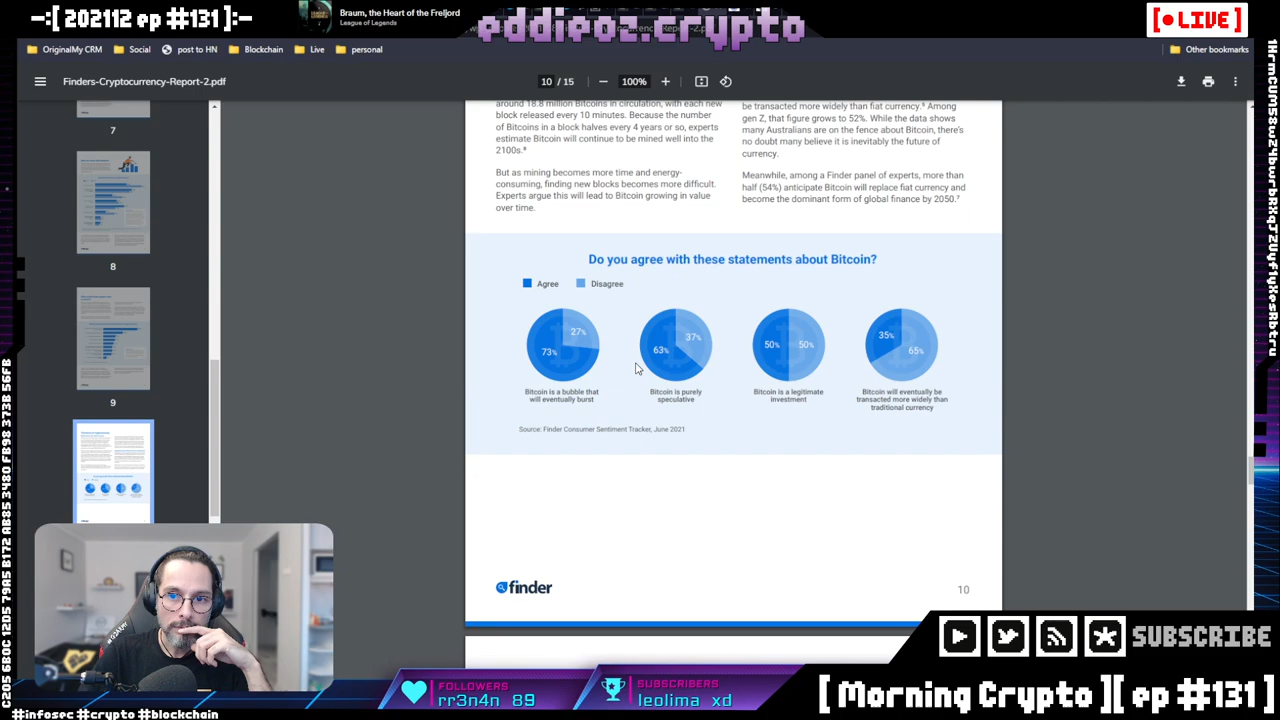 -:[ 202112 ep #131 ]:-
Braum, the Heart of the Freljord
League of Legends
eddieoz.crypto
[ LIVE ]
OriginalMy CRM
Social
post to HN
Blockchain
Live
personal
Other bookmarks
Finders-Cryptocurrency-Report-2.pdf
10 / 15
100%
7
8
9
around 18.8 million Bitcoins in circulation, with each new
block released every 10 minutes. Because the number
of Bitcoins in a block halves every 4 years or so, experts
estimate Bitcoin will continue to be mined well into the
2100s.⁸
But as mining becomes more time and energy-
consuming, finding new blocks becomes more difficult.
Experts argue this will lead to Bitcoin growing in value
over time.
be transacted more widely than fiat currency.⁶ Among
gen Z, that figure grows to 52%. While the data shows
many Australians are on the fence about Bitcoin, there's
no doubt many believe it is inevitably the future of
currency.
Meanwhile, among a Finder panel of experts, more than
half (54%) anticipate Bitcoin will replace fiat currency and
become the dominant form of global finance by 2050.⁷
Do you agree with these statements about Bitcoin?
Agree
Disagree
27%
73%
Bitcoin is a bubble that
will eventually burst
37%
63%
Bitcoin is purely
speculative
50% 50%
Bitcoin is a legitimate
investment
35%
65%
Bitcoin will eventually be
transacted more widely than
traditional currency
Source: Finder Consumer Sentiment Tracker, June 2021
finder
10
SUBSCRIBE
FOLLOWERS
rr3n4n_89
SUBSCRIBERS
leolima_xd
[ Morning Crypto ][ ep #131 ]
infosec #crypto #blockchain